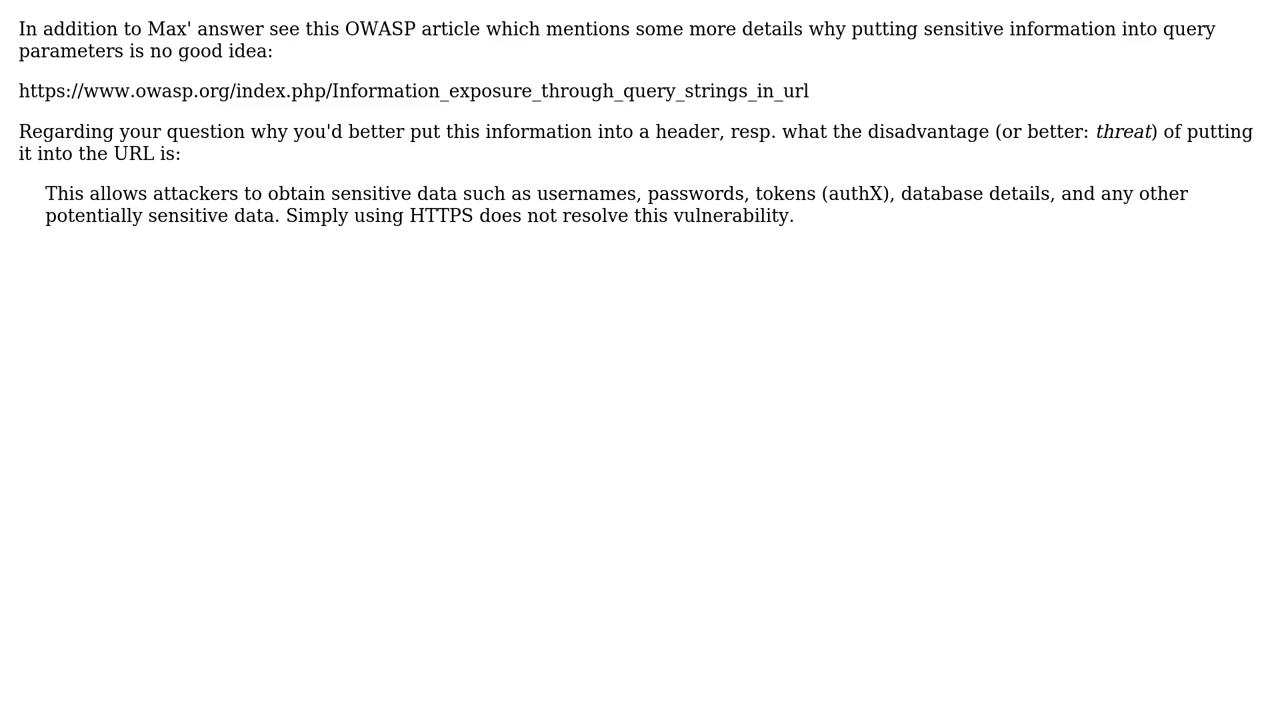 In addition to Max' answer see this OWASP article which mentions some more details why putting sensitive information into query
parameters is no good idea:
https://www.owasp.org/index.php/Information_exposure_through_query_strings_in_url
Regarding your question why you'd better put this information into a header, resp. what the disadvantage (or better: threat) of putting
it into the URL is:
This allows attackers to obtain sensitive data such as usernames, passwords, tokens (authX), database details, and any other
potentially sensitive data. Simply using HTTPS does not resolve this vulnerability.